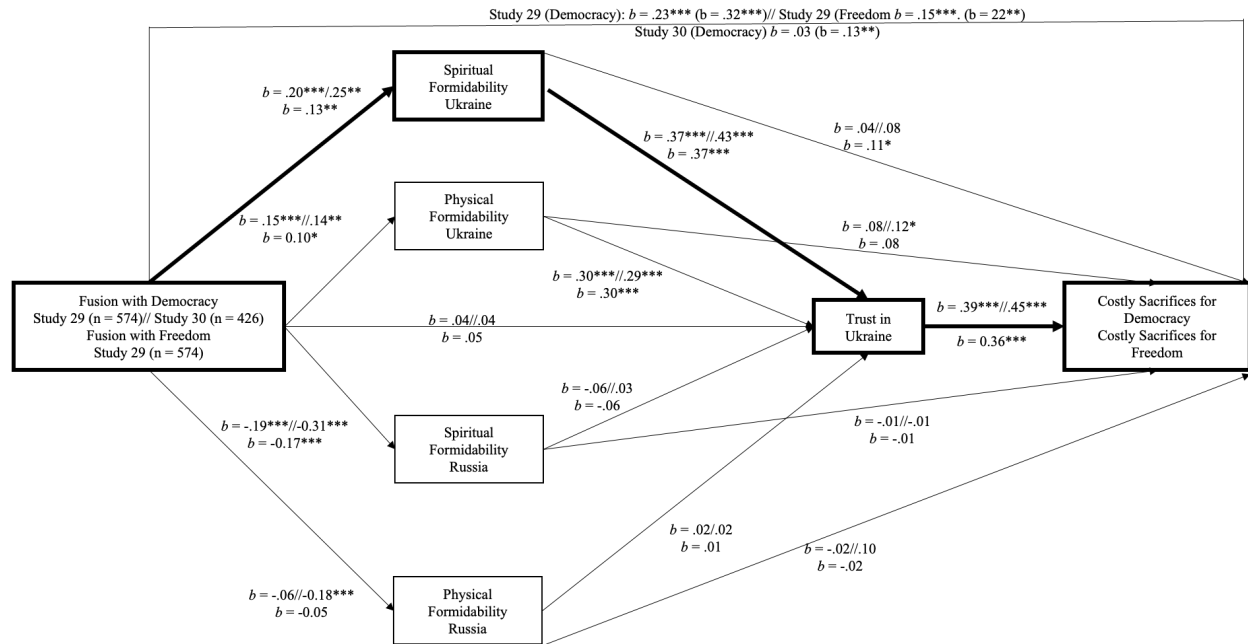 Study 29 (Democracy): b = .23*** (b = .32***)// Study 29 (Freedom b = .15***. (b = 22**)
Study 30 (Democracy) b = .03 (b = .13**)
Spiritual
Formidability
Ukraine
b = .20***/.25**
b = .13**
b = .04//.08
b = .11*
b = .37***//.43***
b = .37***
Physical
Formidability
Ukraine
b = .15***//.14**
b = 0.10*
b = .08//.12*
b = .08
b = .30***//.29***
b = .30***
Fusion with Democracy
Study 29 (n = 574)// Study 30 (n = 426)
Fusion with Freedom
Study 29 (n = 574)
b = .04//.04
b = .05
Trust in
Ukraine
b = .39***//.45***
b = 0.36***
Costly Sacrifices for
Democracy
Costly Sacrifices for
Freedom
b = -.06//.03
b = -.06
b = -.19***//-0.31***
b = -0.17***
Spiritual
Formidability
Russia
b = -.01//-.01
b = -.01
b = .02/.02
b = .01
b = -.02//.10
b = -.02
b = -.06//-0.18***
b = -0.05
Physical
Formidability
Russia